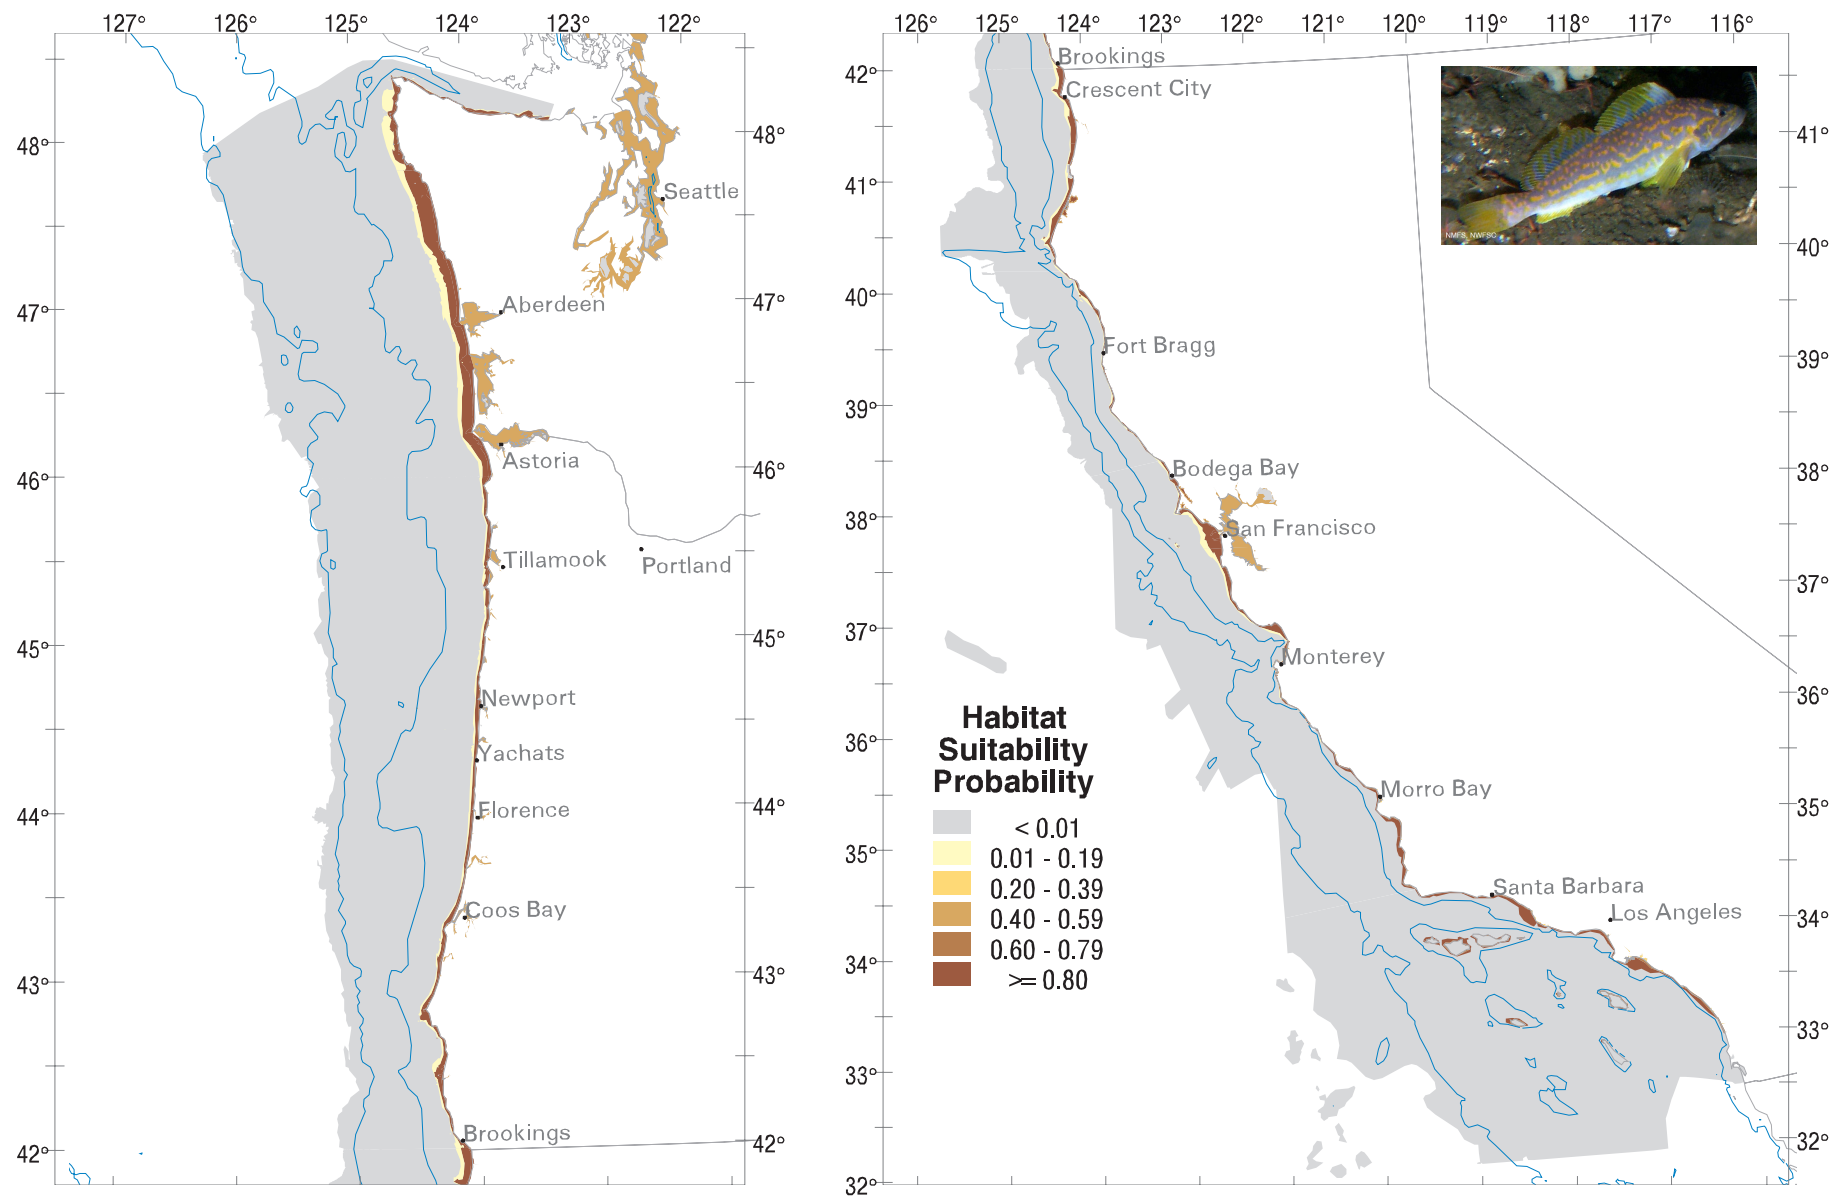 127° 126° 125° 124° 123° 122°
48° 48°
Seattle
47° 47°
Aberdeen
46° 46°
Astoria
Tillamook
Portland
45° 45°
Newport
Yachats
44° 44°
Florence
Coos Bay
43° 43°
Brookings
42° 42°
126° 125° 124° 123° 122° 121° 120° 119° 118° 117° 116°
Brookings
42°
Crescent City
41°
41°
NMFS, NWFSC
40°
40°
Fort Bragg
39°
39°
Bodega Bay
38°
38°
San Francisco
37°
37°
Monterey
36°
36°
Morro Bay
35°
35°
Santa Barbara
Los Angeles
34°
34°
33°
33°
32°
32°
Habitat
Suitability
Probability
< 0.01
0.01 - 0.19
0.20 - 0.39
0.40 - 0.59
0.60 - 0.79
>= 0.80